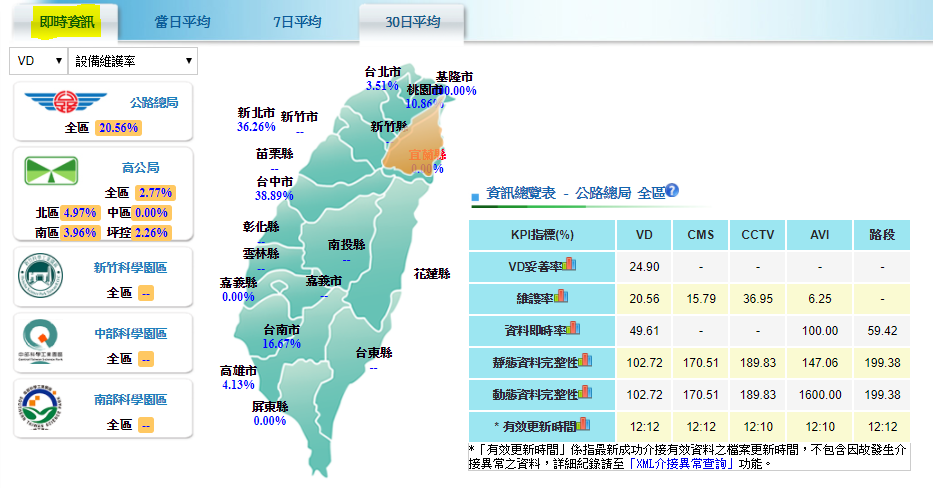 即時資訊 當日平均 7日平均 30日平均
VD 設備維護率
公路總局
全區 20.56%
高公局
全區 2.77%
北區 4.97% 中區 0.00%
南區 3.96% 坪控 2.26%
新竹科學園區
全區 --
中部科學園區
全區 --
南部科學園區
全區 --
台北市
3.51%
基隆市
桃園市
10.86%
新北市
36.26%
新竹市
--
新竹縣
宜蘭縣
0.00%
苗栗縣
--
台中市
38.89%
彰化縣
--
南投縣
--
雲林縣
--
花蓮縣
嘉義縣
0.00%
嘉義市
--
台南市
16.67%
台東縣
--
高雄市
4.13%
屏東縣
0.00%
資訊總覽表 - 公路總局 全區
KPI指標(%) VD CMS CCTV AVI 路段
VD妥善率 24.90 - - - -
維護率 20.56 15.79 36.95 6.25 -
資料即時率 49.61 - - 100.00 59.42
靜態資料完整性 102.72 170.51 189.83 147.06 199.38
動態資料完整性 102.72 170.51 189.83 1600.00 199.38
* 有效更新時間 12:12 12:12 12:10 12:10 12:12
*「有效更新時間」係指最新成功介接有效資料之檔案更新時間，不包含因故發生介
接異常之資料，詳細紀錄請至「XML介接異常查詢」功能。